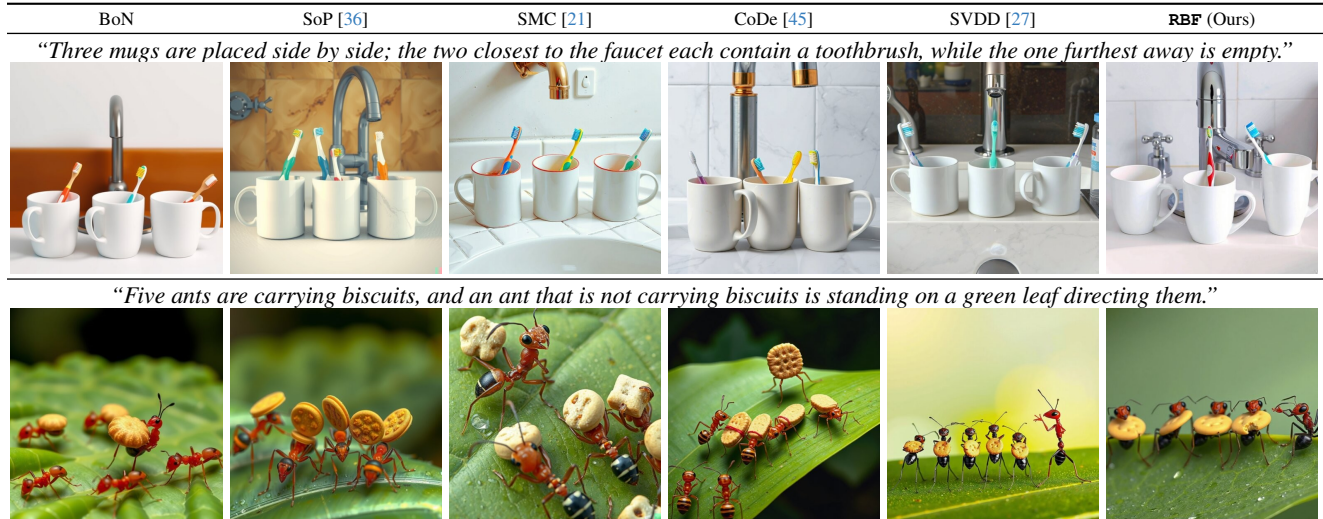 BoN SoP [36] SMC [21] CoDe [45] SVDD [27] RBF (Ours)
“Three mugs are placed side by side; the two closest to the faucet each contain a toothbrush, while the one furthest away is empty.”
“Five ants are carrying biscuits, and an ant that is not carrying biscuits is standing on a green leaf directing them.”